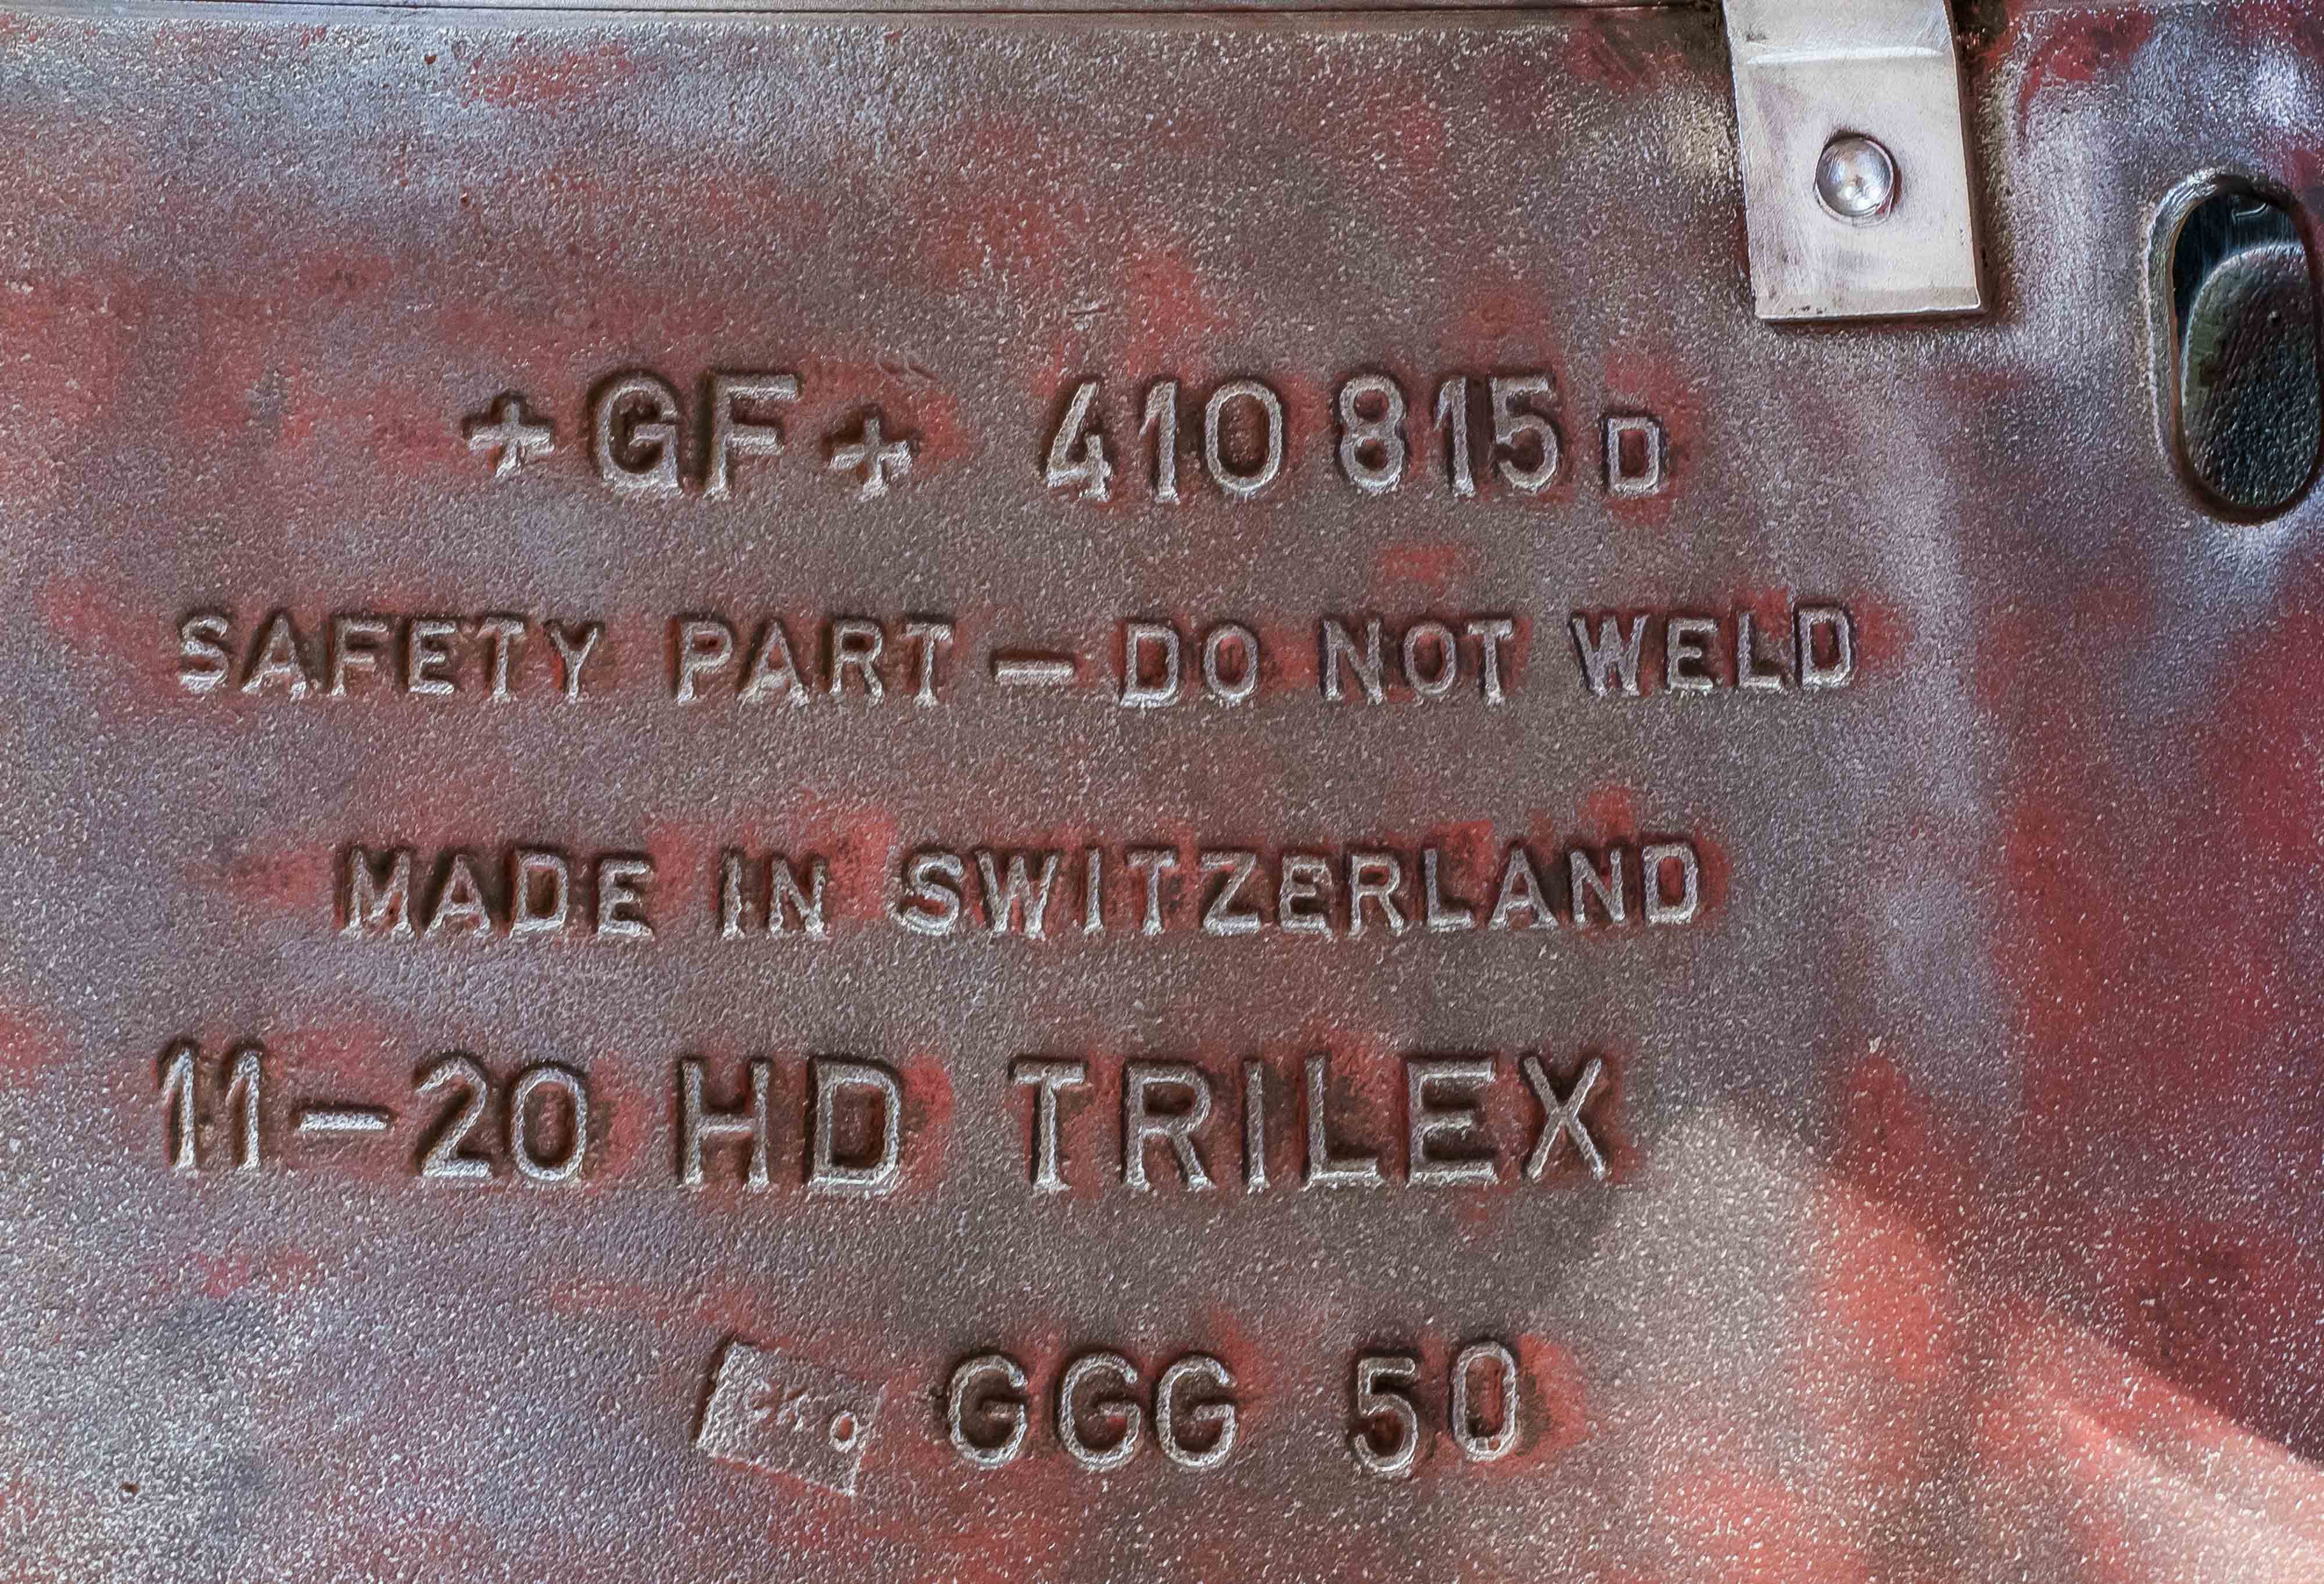 +GF+ 410 815 D
SAFETY PART - DO NOT WELD
MADE IN SWITZERLAND
11-20 HD TRILEX
GGG 50